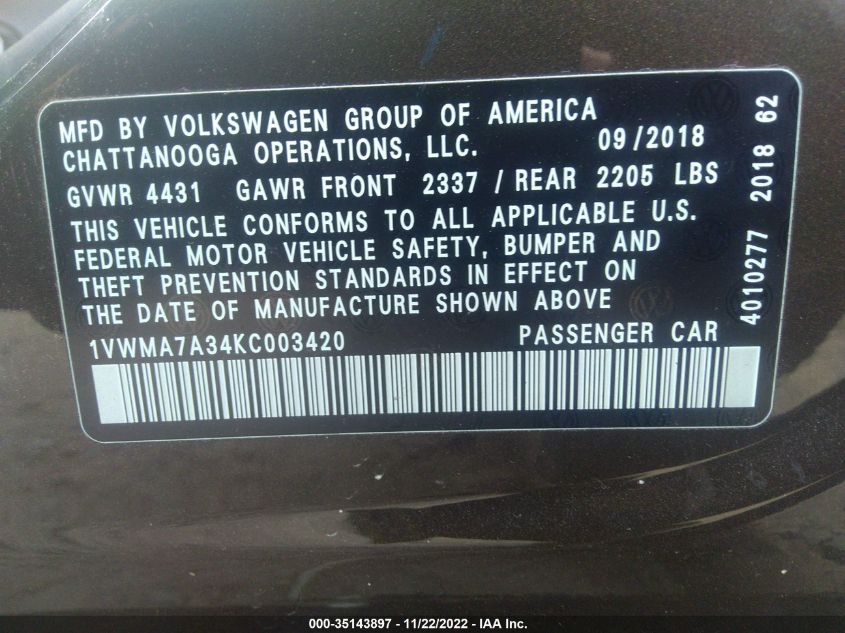 MFD BY VOLKSWAGEN GROUP OF AMERICA
CHATTANOOGA OPERATIONS, LLC. 09/2018
GVWR 4431 GAWR FRONT 2337 / REAR 2205 LBS
THIS VEHICLE CONFORMS TO ALL APPLICABLE U.S.
FEDERAL MOTOR VEHICLE SAFETY, BUMPER AND
THEFT PREVENTION STANDARDS IN EFFECT ON
THE DATE OF MANUFACTURE SHOWN ABOVE
1VWMA7A34KC003420 PASSENGER CAR
4010277 2018 62
000-35143897 - 11/22/2022 - IAA Inc.